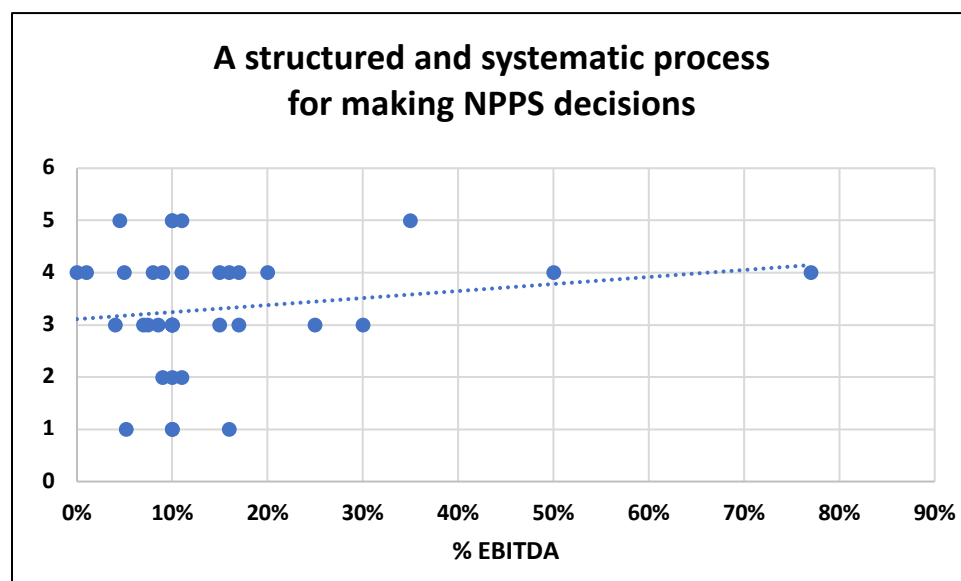 A structured and systematic process
for making NPPS decisions
6
5
4
3
2
1
0
0% 10% 20% 30% 40% 50% 60% 70% 80% 90%
% EBITDA